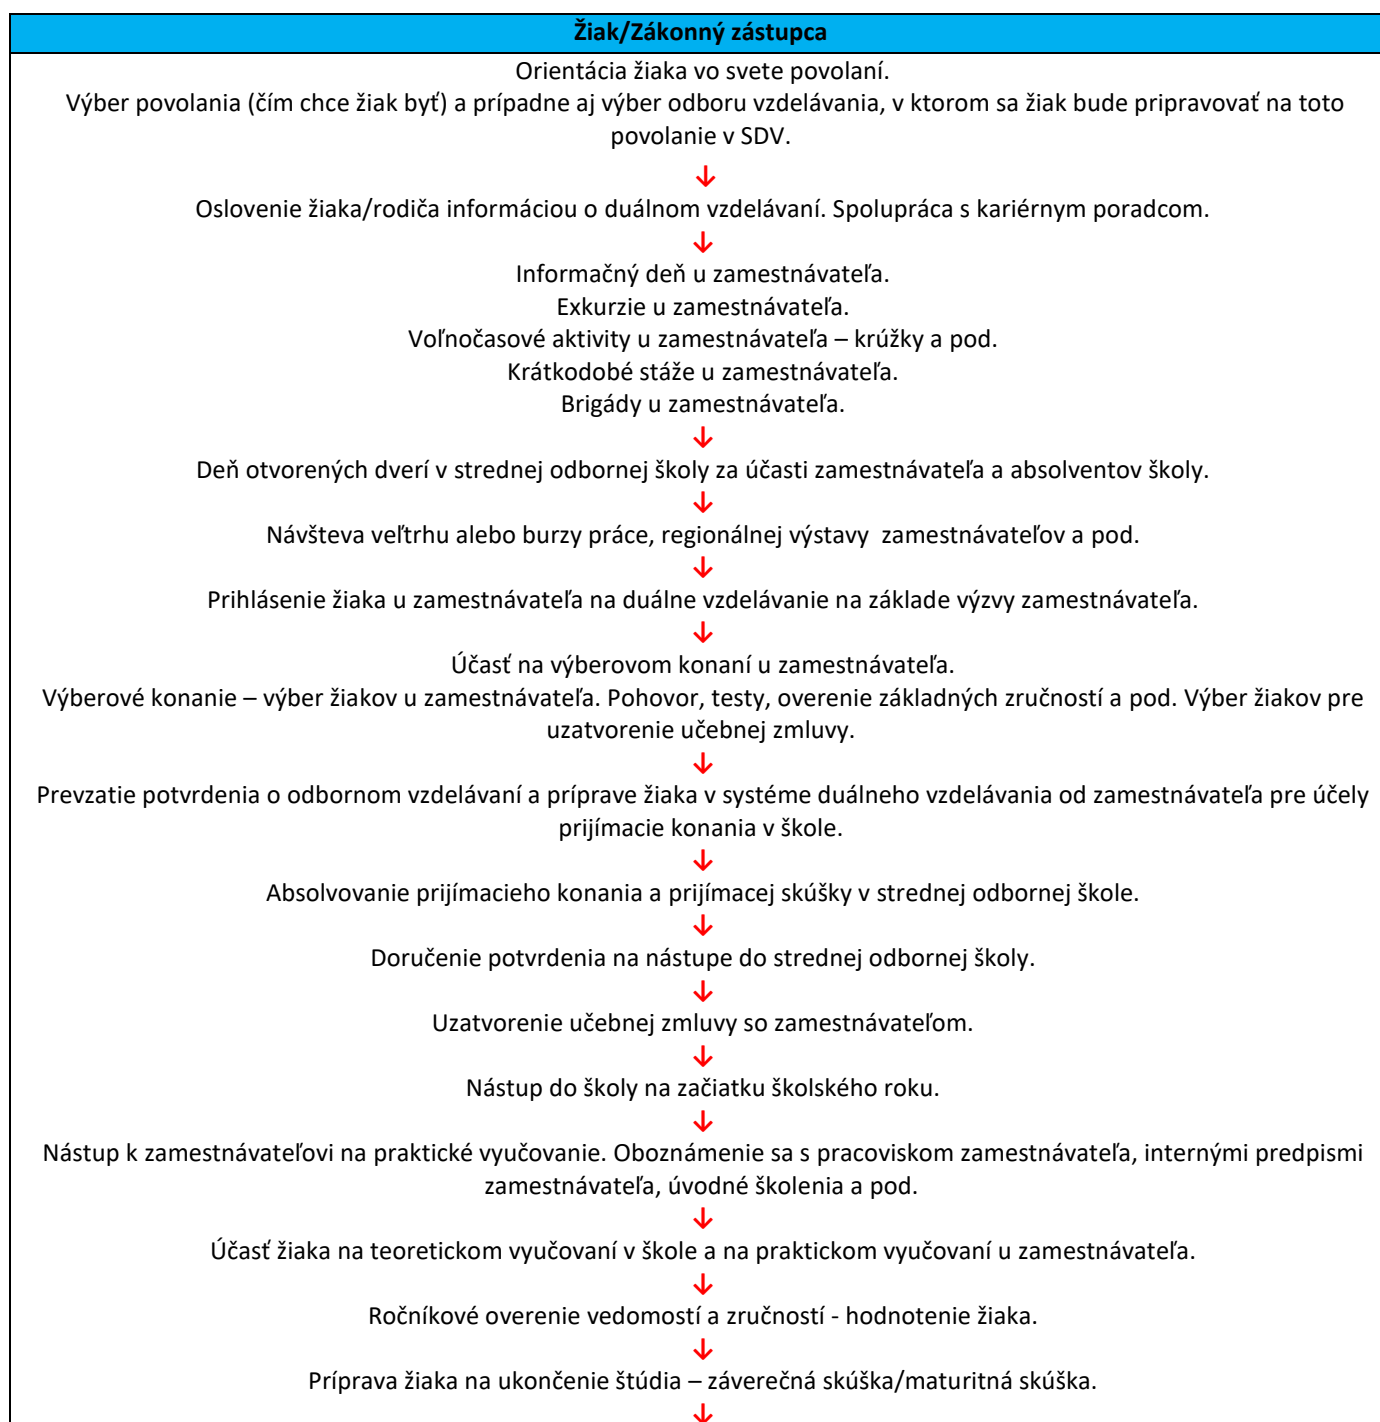 Žiak/Zákonný zástupca
Orientácia žiaka vo svete povolaní.
Výber povolania (čím chce žiak byť) a prípadne aj výber odboru vzdelávania, v ktorom sa žiak bude pripravovať na toto
povolanie v SDV.
Oslovenie žiaka/rodiča informáciou o duálnom vzdelávaní. Spolupráca s kariérnym poradcom.
Informačný deň u zamestnávateľa.
Exkurzie u zamestnávateľa.
Voľnočasové aktivity u zamestnávateľa – krúžky a pod.
Krátkodobé stáže u zamestnávateľa.
Brigády u zamestnávateľa.
Deň otvorených dverí v strednej odbornej školy za účasti zamestnávateľa a absolventov školy.
Návšteva veľtrhu alebo burzy práce, regionálnej výstavy  zamestnávateľov a pod.
Prihlásenie žiaka u zamestnávateľa na duálne vzdelávanie na základe výzvy zamestnávateľa.
Účasť na výberovom konaní u zamestnávateľa.
Výberové konanie – výber žiakov u zamestnávateľa. Pohovor, testy, overenie základných zručností a pod. Výber žiakov pre
uzatvorenie učebnej zmluvy.
Prevzatie potvrdenia o odbornom vzdelávaní a príprave žiaka v systéme duálneho vzdelávania od zamestnávateľa pre účely
prijímacie konania v škole.
Absolvovanie prijímacieho konania a prijímacej skúšky v strednej odbornej škole.
Doručenie potvrdenia na nástupe do strednej odbornej školy.
Uzatvorenie učebnej zmluvy so zamestnávateľom.
Nástup do školy na začiatku školského roku.
Nástup k zamestnávateľovi na praktické vyučovanie. Oboznámenie sa s pracoviskom zamestnávateľa, internými predpismi
zamestnávateľa, úvodné školenia a pod.
Účasť žiaka na teoretickom vyučovaní v škole a na praktickom vyučovaní u zamestnávateľa.
Ročníkové overenie vedomostí a zručností - hodnotenie žiaka.
Príprava žiaka na ukončenie štúdia – záverečná skúška/maturitná skúška.